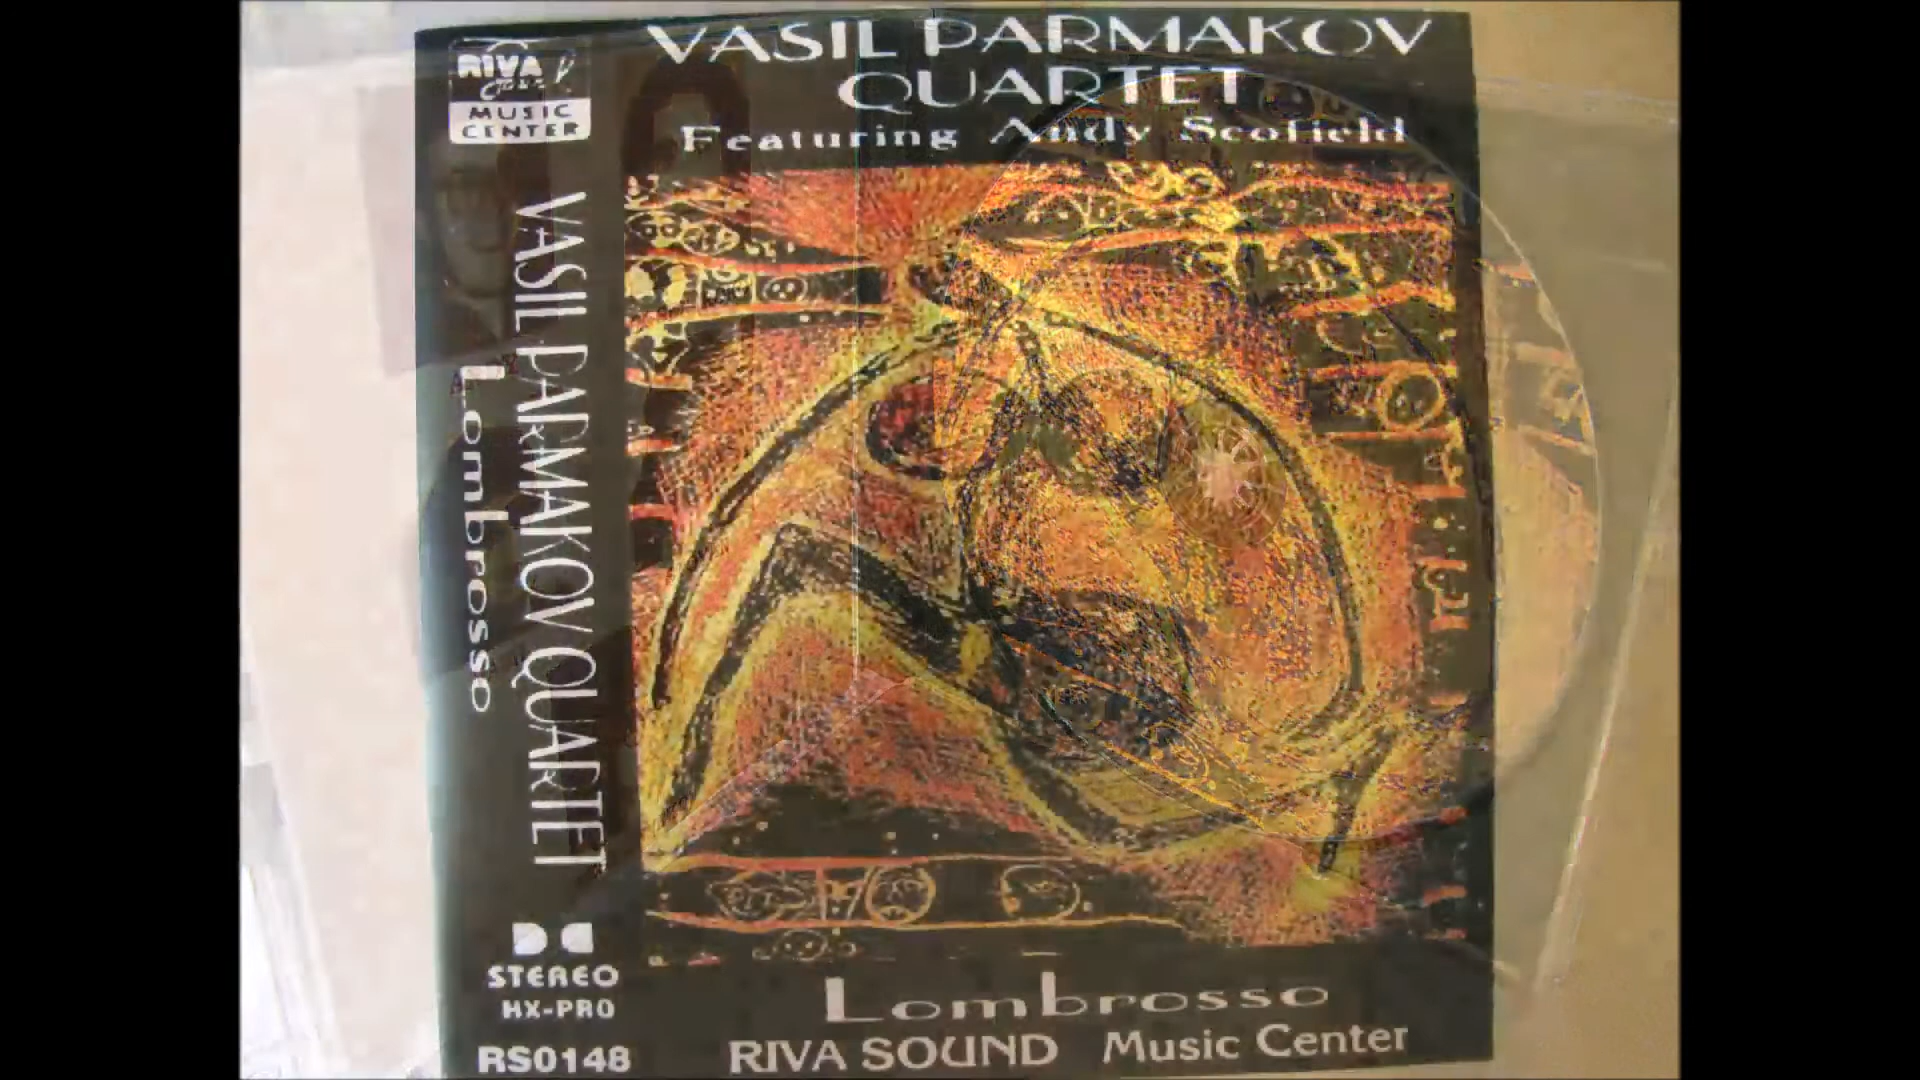 RIVA
MUSIC
CENTER
VASIL PARMAKOV
QUARTET
Featuring Andy Scofield
VASIL PARMAKOV QUARTET
Lombrosso
STEREO
HX-PRO
RS0148
Lombrosso
RIVA SOUND Music Center